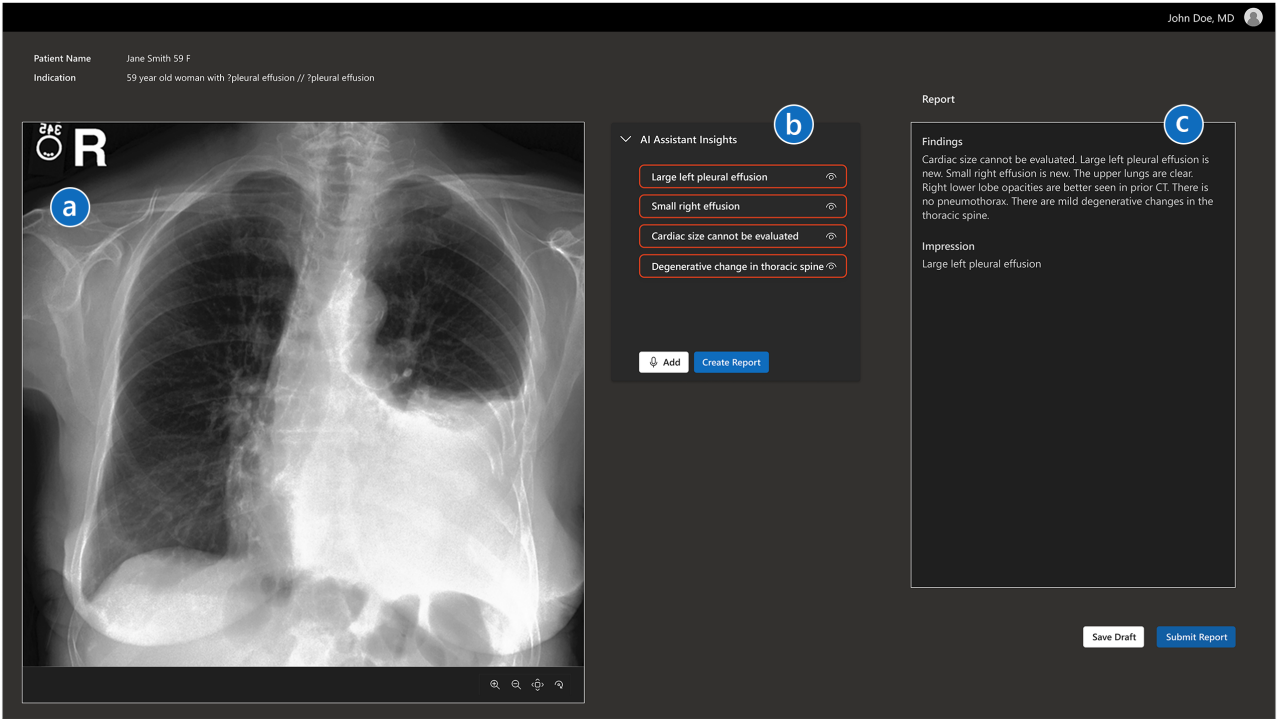 John Doe, MD
Patient Name Jane Smith 59 F
Indication 59 year old woman with ?pleural effusion // ?pleural effusion
345
R
a
b
AI Assistant Insights
Large left pleural effusion
Small right effusion
Cardiac size cannot be evaluated
Degenerative change in thoracic spine
Add Create Report
Report
c
Findings
Cardiac size cannot be evaluated. Large left pleural effusion is
new. Small right effusion is new. The upper lungs are clear.
Right lower lobe opacities are better seen in prior CT. There is
no pneumothorax. There are mild degenerative changes in the
thoracic spine.
Impression
Large left pleural effusion
Save Draft Submit Report